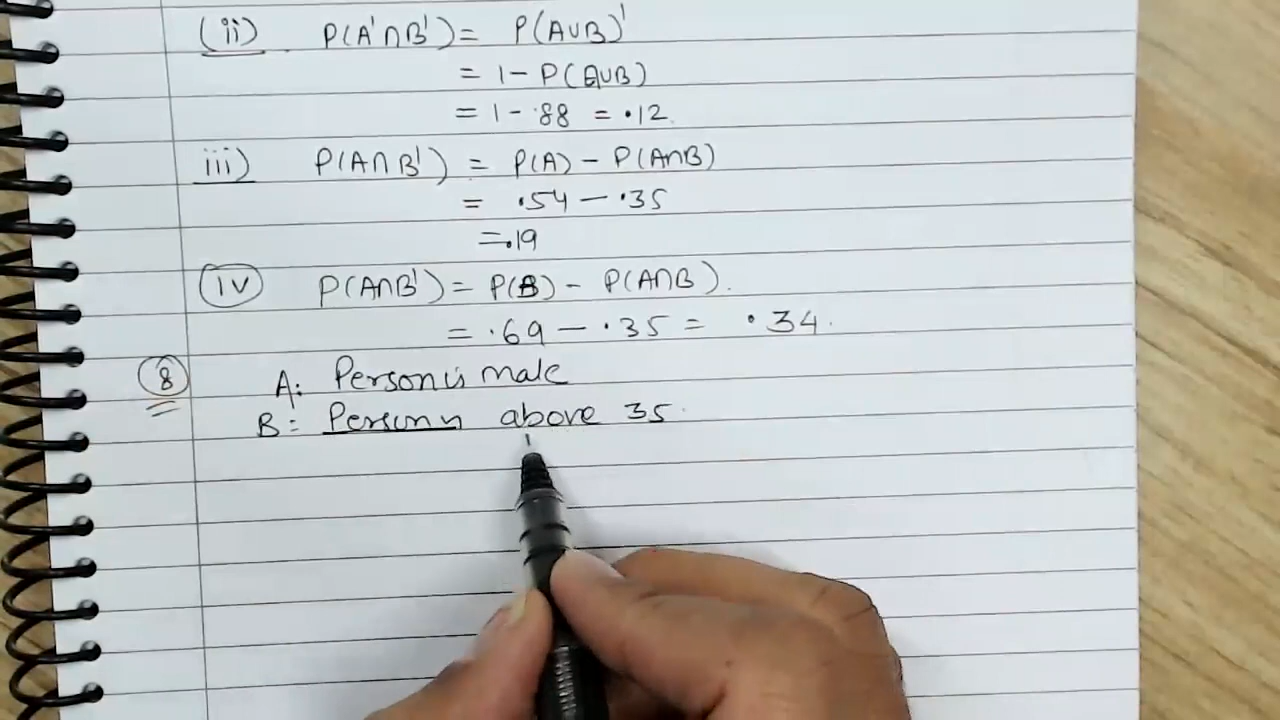 (ii) P(A'∩B') = P(A∪B)'
= 1 - P(A∪B)
= 1 - .88 = .12
iii) P(A∩B') = P(A) - P(A∩B)
= .54 - .35
= .19
iv P(A∩B') = P(B) - P(A∩B).
= .69 - .35 = .34.
8 A: Person is male
B: Person is above 35.